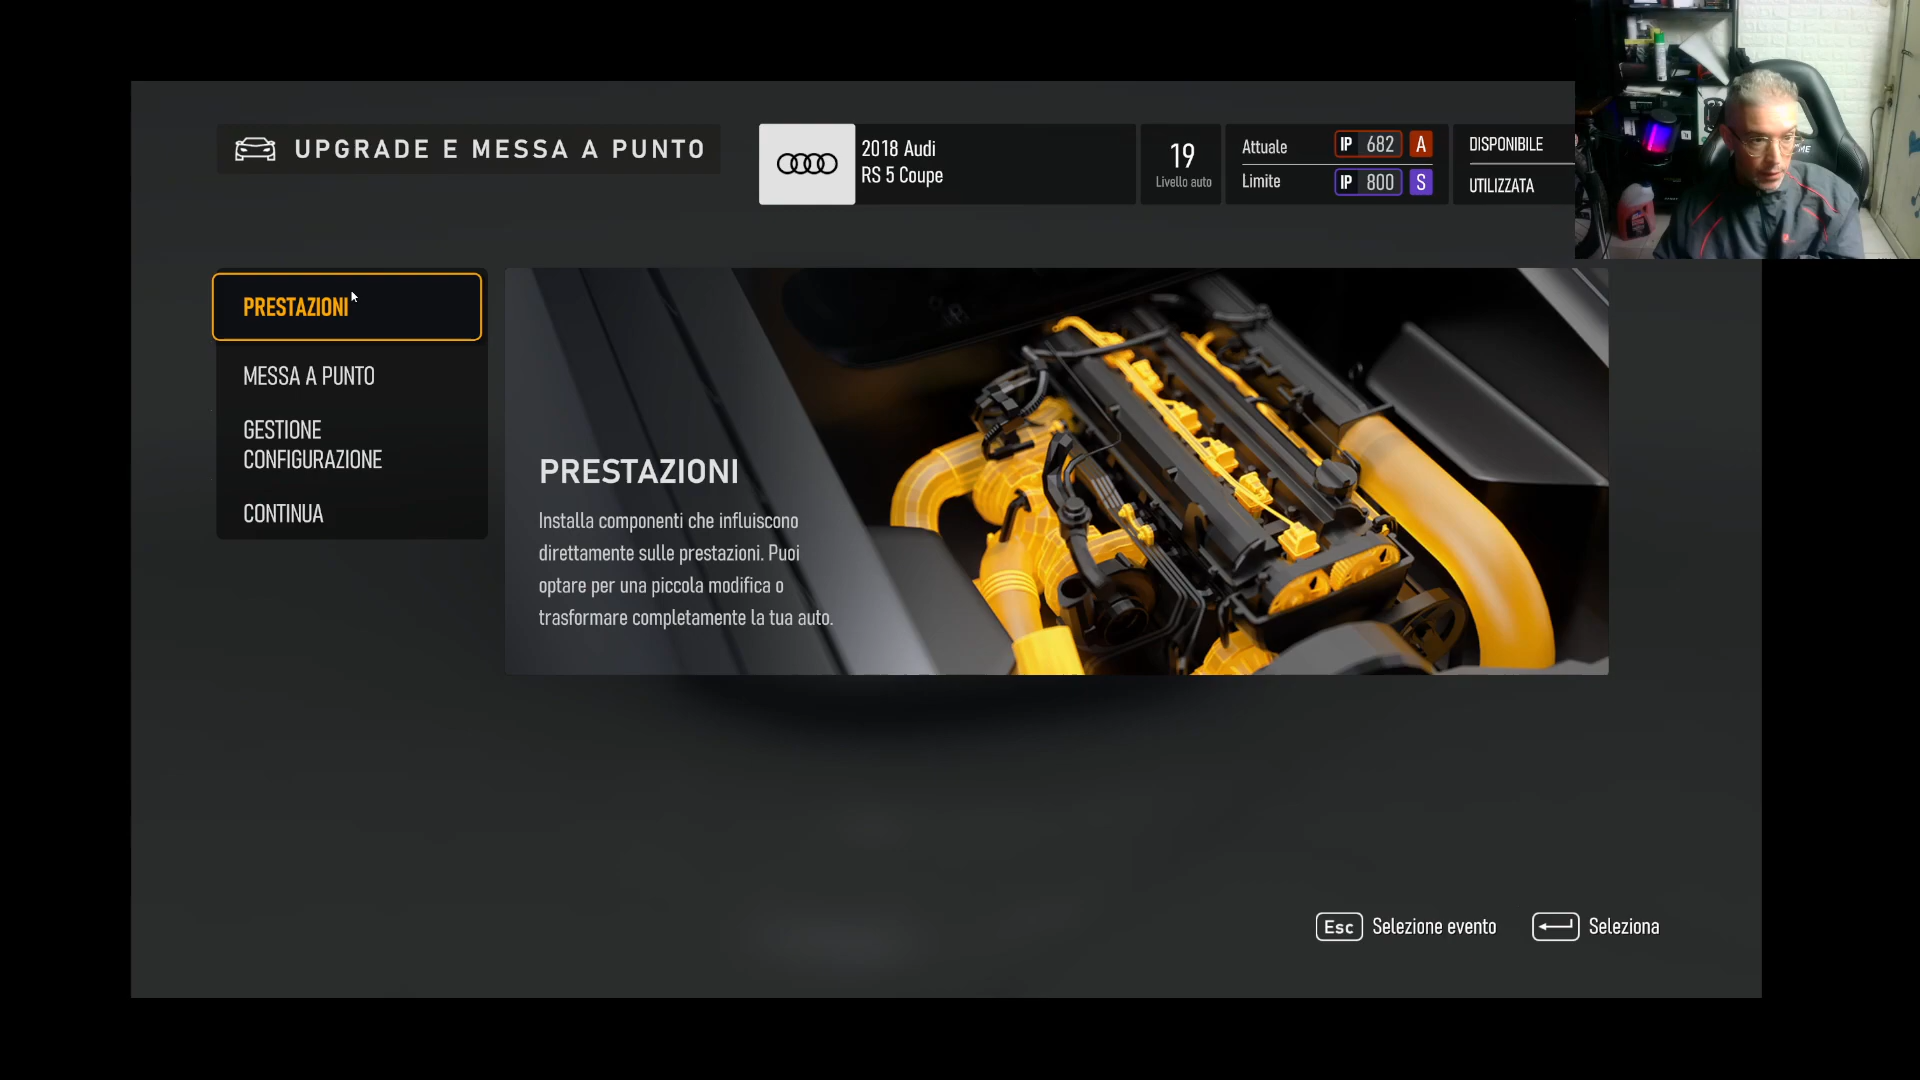 UPGRADE E MESSA A PUNTO
2018 Audi
RS 5 Coupe
19
Livello auto
Attuale IP 682 A
Limite IP 800 S
DISPONIBILE
UTILIZZATA
PRESTAZIONI
MESSA A PUNTO
GESTIONE
CONFIGURAZIONE
CONTINUA
PRESTAZIONI
Installa componenti che influiscono
direttamente sulle prestazioni. Puoi
optare per una piccola modifica o
trasformare completamente la tua auto.
Esc Selezione evento
Seleziona